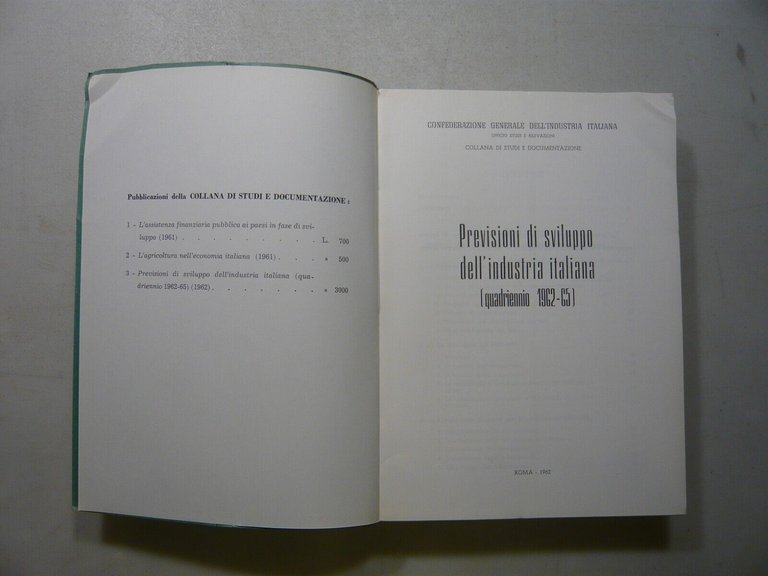 Pubblicazioni della COLLANA DI STUDI E DOCUMENTAZIONE :
1 - L'assistenza finanziaria pubblica ai paesi in fase di svi-
luppo (1961) . . . . . . . . . L. 700
2 - L'agricoltura nell'economia italiana (1961) . . . » 500
3 - Previsioni di sviluppo dell'industria italiana (qua-
driennio 1962-65) (1962) . . . . . . . » 3000
CONFEDERAZIONE GENERALE DELL'INDUSTRIA ITALIANA
UFFICIO STUDI E RILEVAZIONI
COLLANA DI STUDI E DOCUMENTAZIONE
Previsioni di sviluppo
dell'industria italiana
(quadriennio 1962-65)
ROMA - 1962